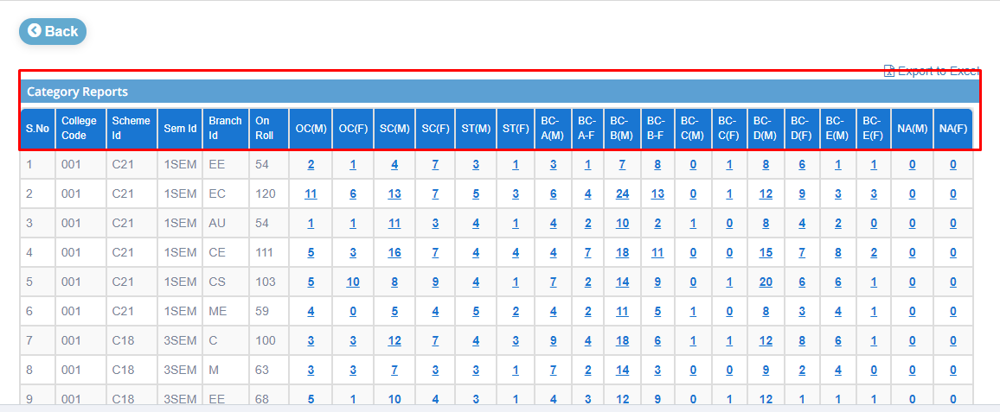 Back
Export to Excel
Category Reports
S.No College Code Scheme Id Sem Id Branch Id On Roll OC(M) OC(F) SC(M) SC(F) ST(M) ST(F) BC-A(M) BC-A-F BC-B(M) BC-B-F BC-C(M) BC-C(F) BC-D(M) BC-D(F) BC-E(M) BC-E(F) NA(M) NA(F)
1 001 C21 1SEM EE 54 2 1 4 7 3 1 3 1 7 8 0 1 8 6 1 1 0 0
2 001 C21 1SEM EC 120 11 6 13 7 5 3 6 4 24 13 0 1 12 9 3 3 0 0
3 001 C21 1SEM AU 54 1 1 11 3 4 1 4 2 10 2 1 0 8 4 2 0 0 0
4 001 C21 1SEM CE 111 5 3 16 7 4 4 4 7 18 11 0 0 15 7 8 2 0 0
5 001 C21 1SEM CS 103 5 10 8 9 4 1 7 2 14 9 0 1 20 6 6 1 0 0
6 001 C21 1SEM ME 59 4 0 5 4 5 2 4 2 11 5 1 0 8 3 4 1 0 0
7 001 C18 3SEM C 100 3 3 12 7 4 3 9 4 18 6 1 1 12 8 6 1 0 0
8 001 C18 3SEM M 63 3 3 7 3 3 1 7 2 14 3 0 0 9 2 4 0 0 0
9 001 C18 3SEM EE 68 5 1 10 4 3 1 4 3 12 9 0 1 12 1 1 1 0 0